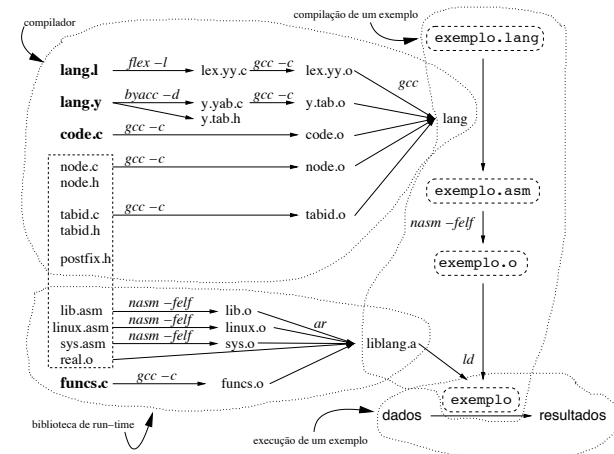 compilador
compilação de um exemplo
exemplo.lang
lang.l flex −l lex.yy.c gcc −c lex.yy.o gcc
lang.y byacc −d y.yab.c gcc −c y.tab.o
y.tab.h
lang
code.c gcc −c code.o
node.c gcc −c node.o
node.h
exemplo.asm
tabid.c gcc −c tabid.o
tabid.h
nasm −felf
postfix.h
exemplo.o
lib.asm nasm −felf lib.o
linux.asm nasm −felf linux.o ar
sys.asm nasm −felf sys.o liblang.a
real.o
ld
funcs.c gcc −c funcs.o
exemplo
dados resultados
biblioteca de run−time
execução de um exemplo